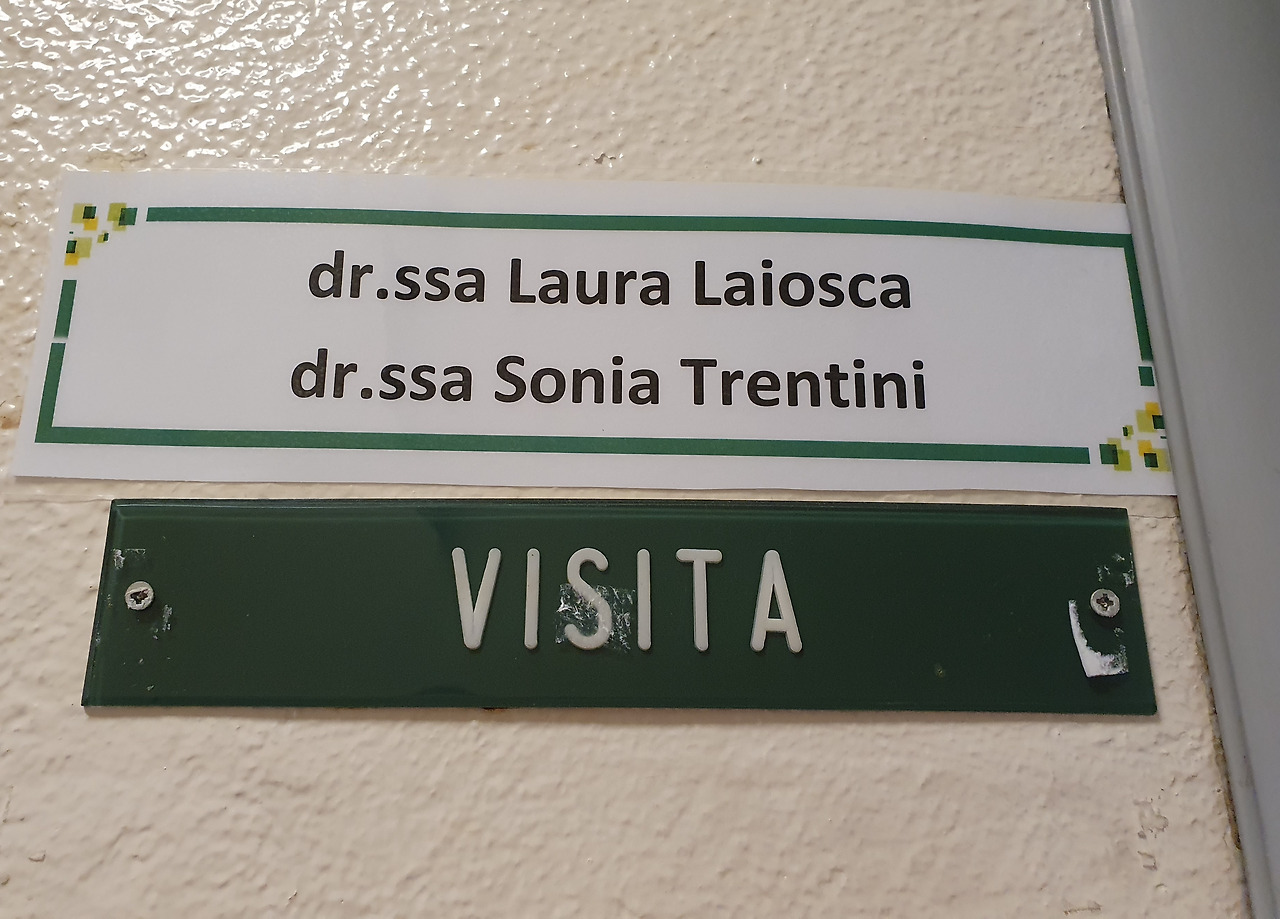 dr.ssa Laura Laiosca
dr.ssa Sonia Trentini
VISITA